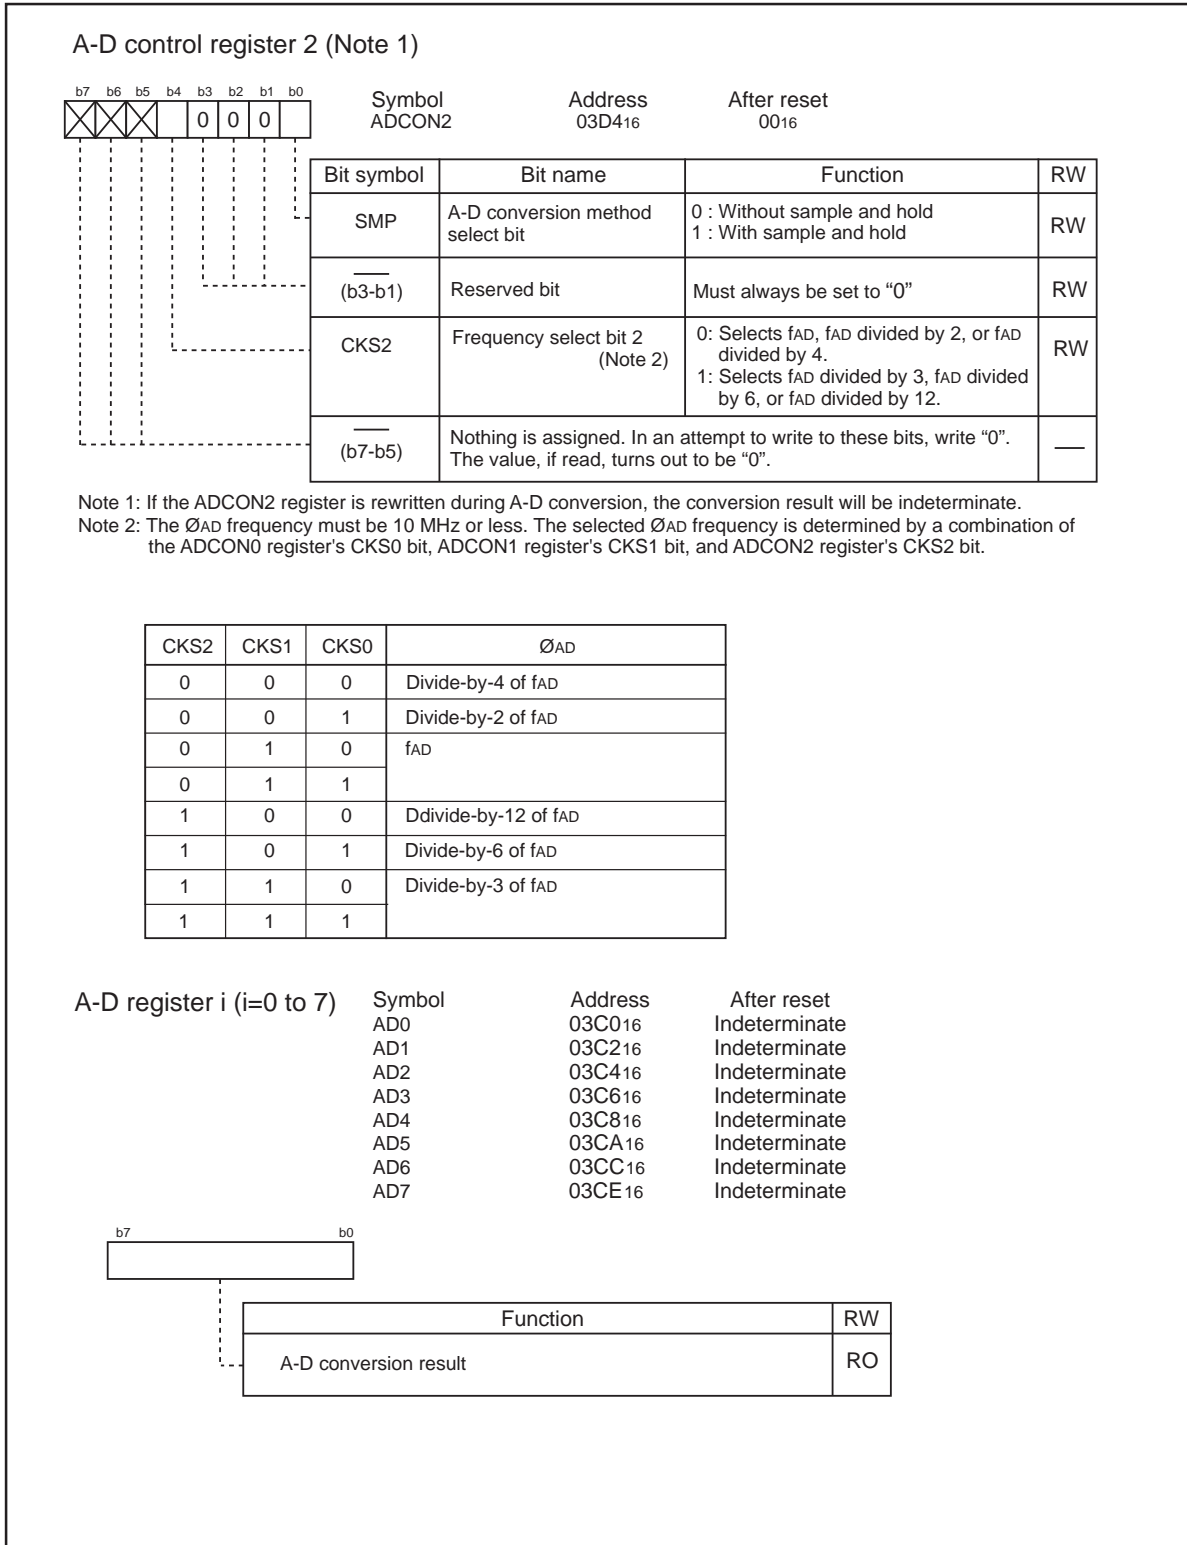 A-D control register 2 (Note 1)
b7 b6 b5 b4 b3 b2 b1 b0
0 0 0
Symbol Address After reset
ADCON2 03D416 0016
Bit symbol Bit name Function RW
SMP A-D conversion method select bit 0 : Without sample and hold 1 : With sample and hold RW
(b3-b1) Reserved bit Must always be set to “0” RW
CKS2 Frequency select bit 2 (Note 2) 0: Selects fAD, fAD divided by 2, or fAD divided by 4. 1: Selects fAD divided by 3, fAD divided by 6, or fAD divided by 12. RW
(b7-b5) Nothing is assigned. In an attempt to write to these bits, write “0”. The value, if read, turns out to be “0”. —
Note 1: If the ADCON2 register is rewritten during A-D conversion, the conversion result will be indeterminate.
Note 2: The ØAD frequency must be 10 MHz or less. The selected ØAD frequency is determined by a combination of
the ADCON0 register's CKS0 bit, ADCON1 register's CKS1 bit, and ADCON2 register's CKS2 bit.
CKS2 CKS1 CKS0 ØAD
0 0 0 Divide-by-4 of fAD
0 0 1 Divide-by-2 of fAD
0 1 0 fAD
0 1 1
1 0 0 Ddivide-by-12 of fAD
1 0 1 Divide-by-6 of fAD
1 1 0 Divide-by-3 of fAD
1 1 1
A-D register i (i=0 to 7) Symbol Address After reset
AD0 03C016 Indeterminate
AD1 03C216 Indeterminate
AD2 03C416 Indeterminate
AD3 03C616 Indeterminate
AD4 03C816 Indeterminate
AD5 03CA16 Indeterminate
AD6 03CC16 Indeterminate
AD7 03CE16 Indeterminate
b7 b0
Function RW
A-D conversion result RO